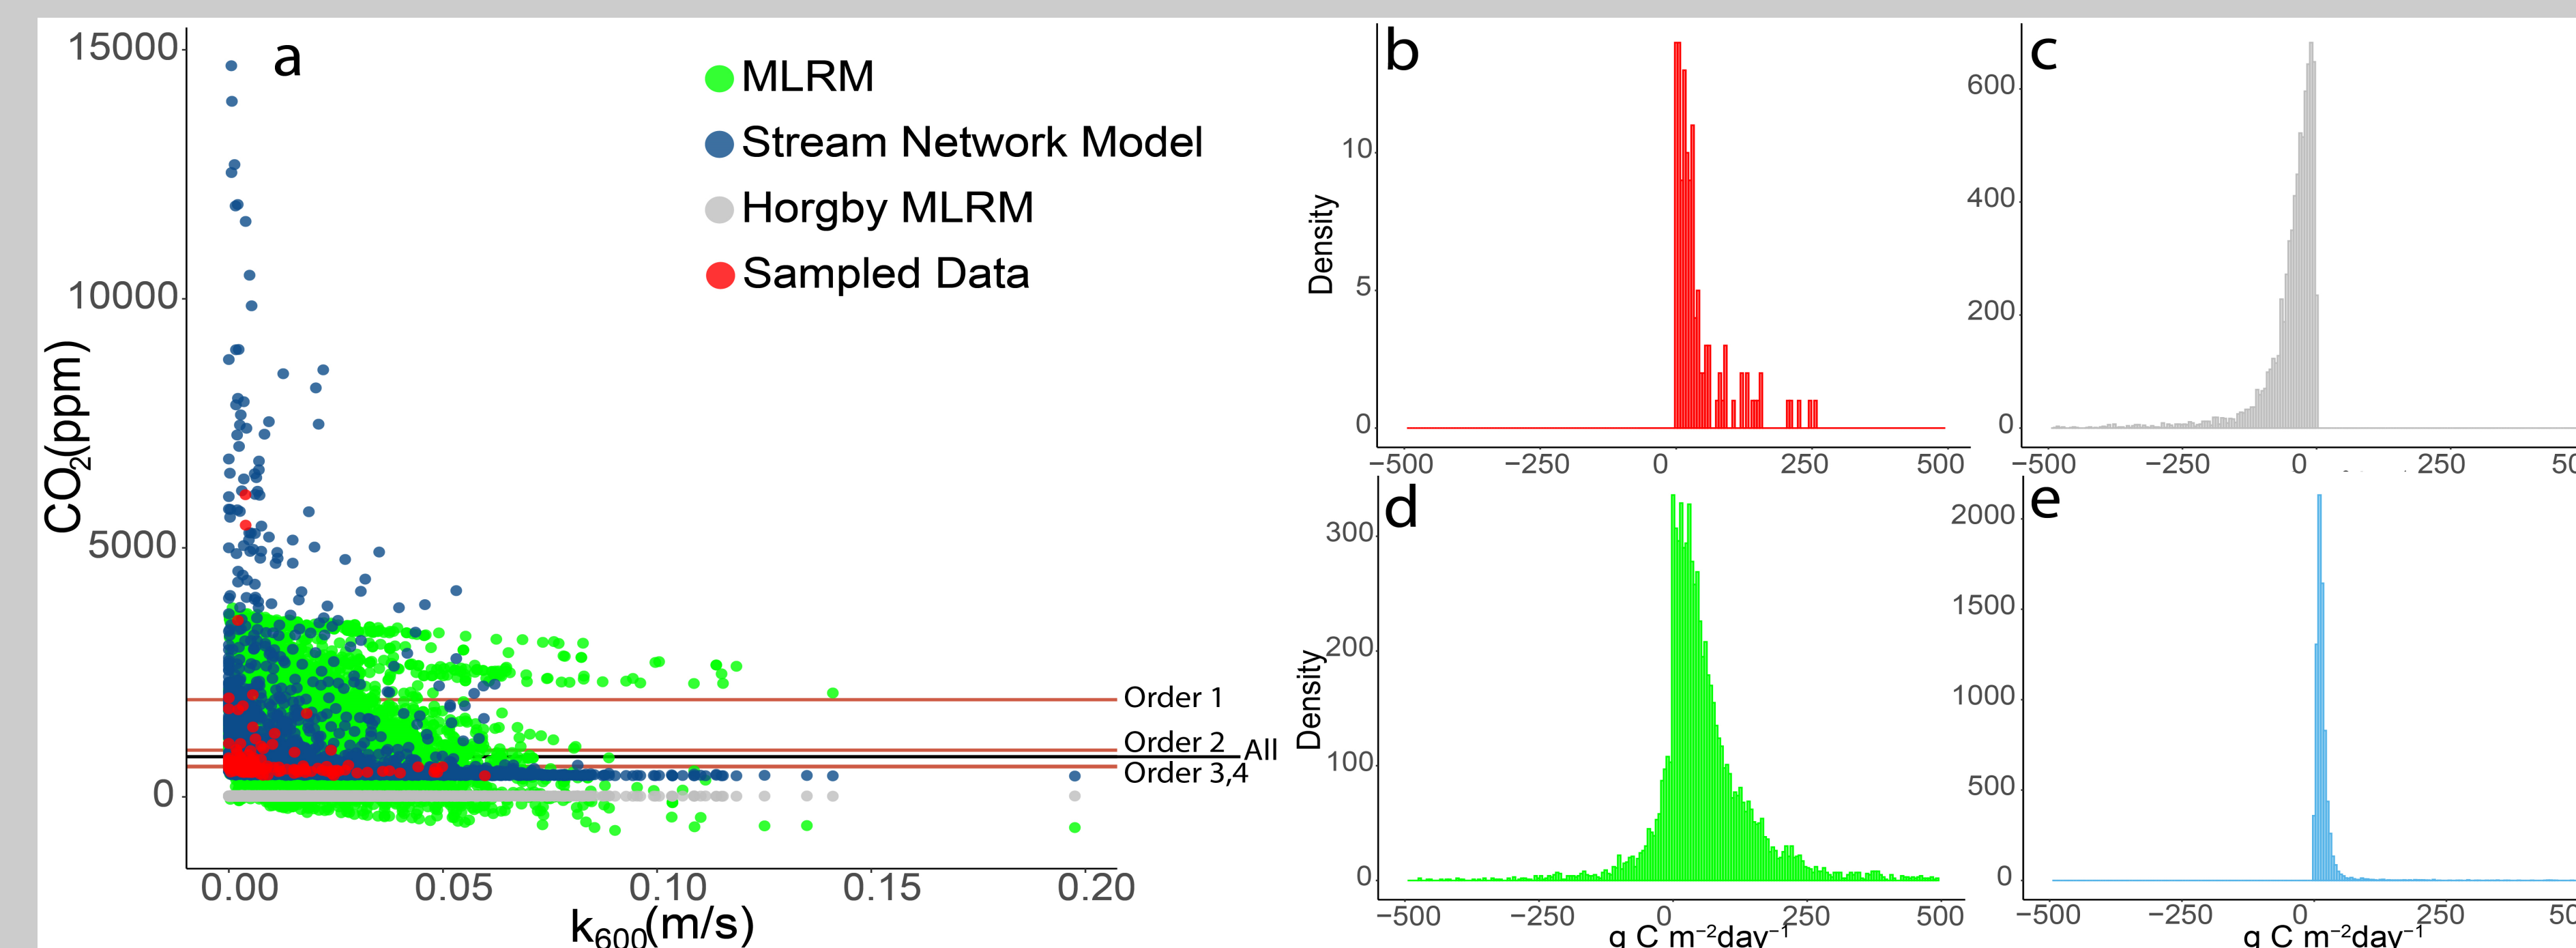 a
15000
10000
5000
0
CO2(ppm)
MLRM
Stream Network Model
Horgby MLRM
Sampled Data
Order 1
Order 2
All
Order 3,4
0.00 0.05 0.10 0.15 0.20
k600(m/s)
b
10
5
0
Density
−500 −250 0 250 500
c
600
400
200
0
−500 −250 0 250
d
300
200
100
0
Density
−500 −250 0 250 500
g C m−2day−1
e
2000
1500
1000
500
0
−500 −250 0 250
g C m−2day−1